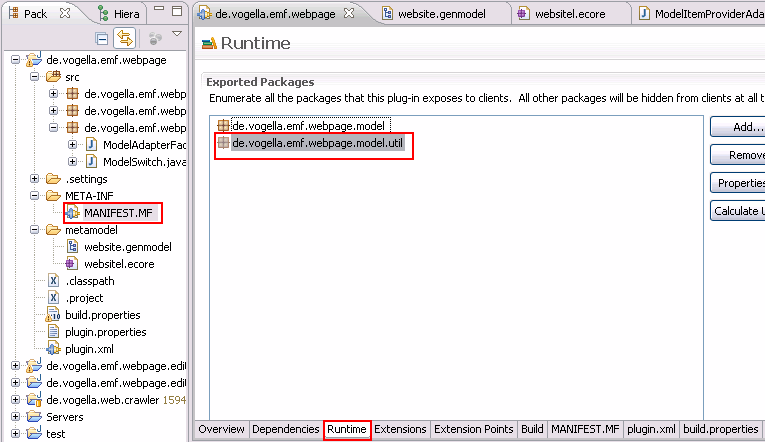 Pack
Hiera
de.vogella.emf.webpage
website.genmodel
websitel.ecore
ModelItemProviderAda
de.vogella.emf.webpage
src
de.vogella.emf.webp
de.vogella.emf.webp
de.vogella.emf.webp
ModelAdapterFac
ModelSwitch.java
.settings
META-INF
MANIFEST.MF
metamodel
website.genmodel
websitel.ecore
.classpath
.project
build.properties
plugin.properties
plugin.xml
de.vogella.emf.webpage.edit
de.vogella.emf.webpage.edit
de.vogella.web.crawler 1594
Servers
test
Runtime
Exported Packages
Enumerate all the packages that this plug-in exposes to clients. All other packages will be hidden from clients at all t
de.vogella.emf.webpage.model
de.vogella.emf.webpage.model.util
Add...
Remove
Properties
Calculate U
Overview
Dependencies
Runtime
Extensions
Extension Points
Build
MANIFEST.MF
plugin.xml
build.properties